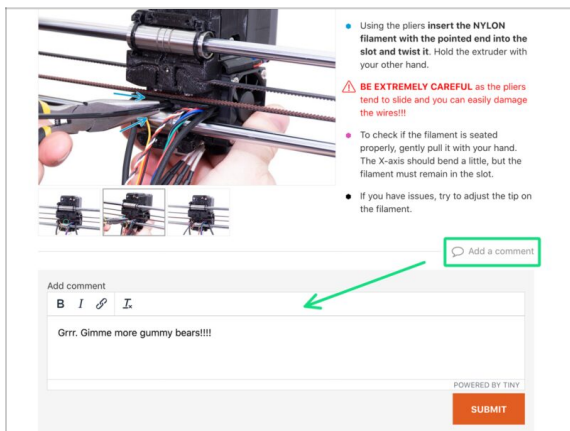 Using the pliers insert the NYLON
filament with the pointed end into the
slot and twist it. Hold the extruder with
your other hand.
BE EXTREMELY CAREFUL as the pliers
tend to slide and you can easily damage
the wires!!!
To check if the filament is seated
properly, gently pull it with your hand.
The X-axis should bend a little, but the
filament must remain in the slot.
If you have issues, try to adjust the tip on
the filament.
Add a comment
Add comment
B I
Grrr. Gimme more gummy bears!!!!
POWERED BY TINY
SUBMIT